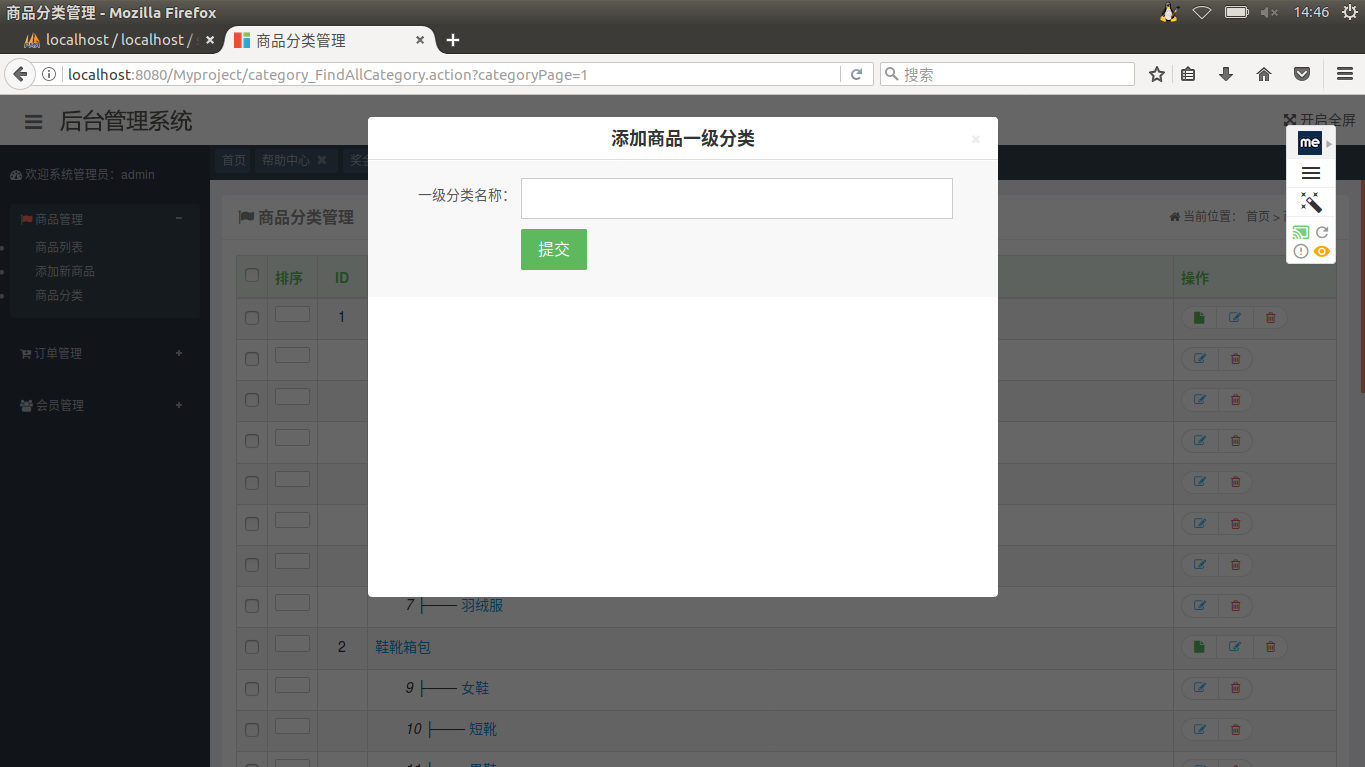 商品分类管理 - Mozilla Firefox
14:46
localhost / localhost /
商品分类管理
localhost:8080/Myproject/category_FindAllCategory.action?categoryPage=1
搜索
后台管理系统
开启全屏
添加商品一级分类
me
首页
帮助中心
欢迎系统管理员：admin
商品管理
商品列表
添加新商品
商品分类
订单管理
会员管理
商品分类管理
当前位置： 首页 >
一级分类名称：
提交
排序
ID
操作
1
7 ├── 羽绒服
2
鞋靴箱包
9 ├── 女鞋
10 ├── 短靴